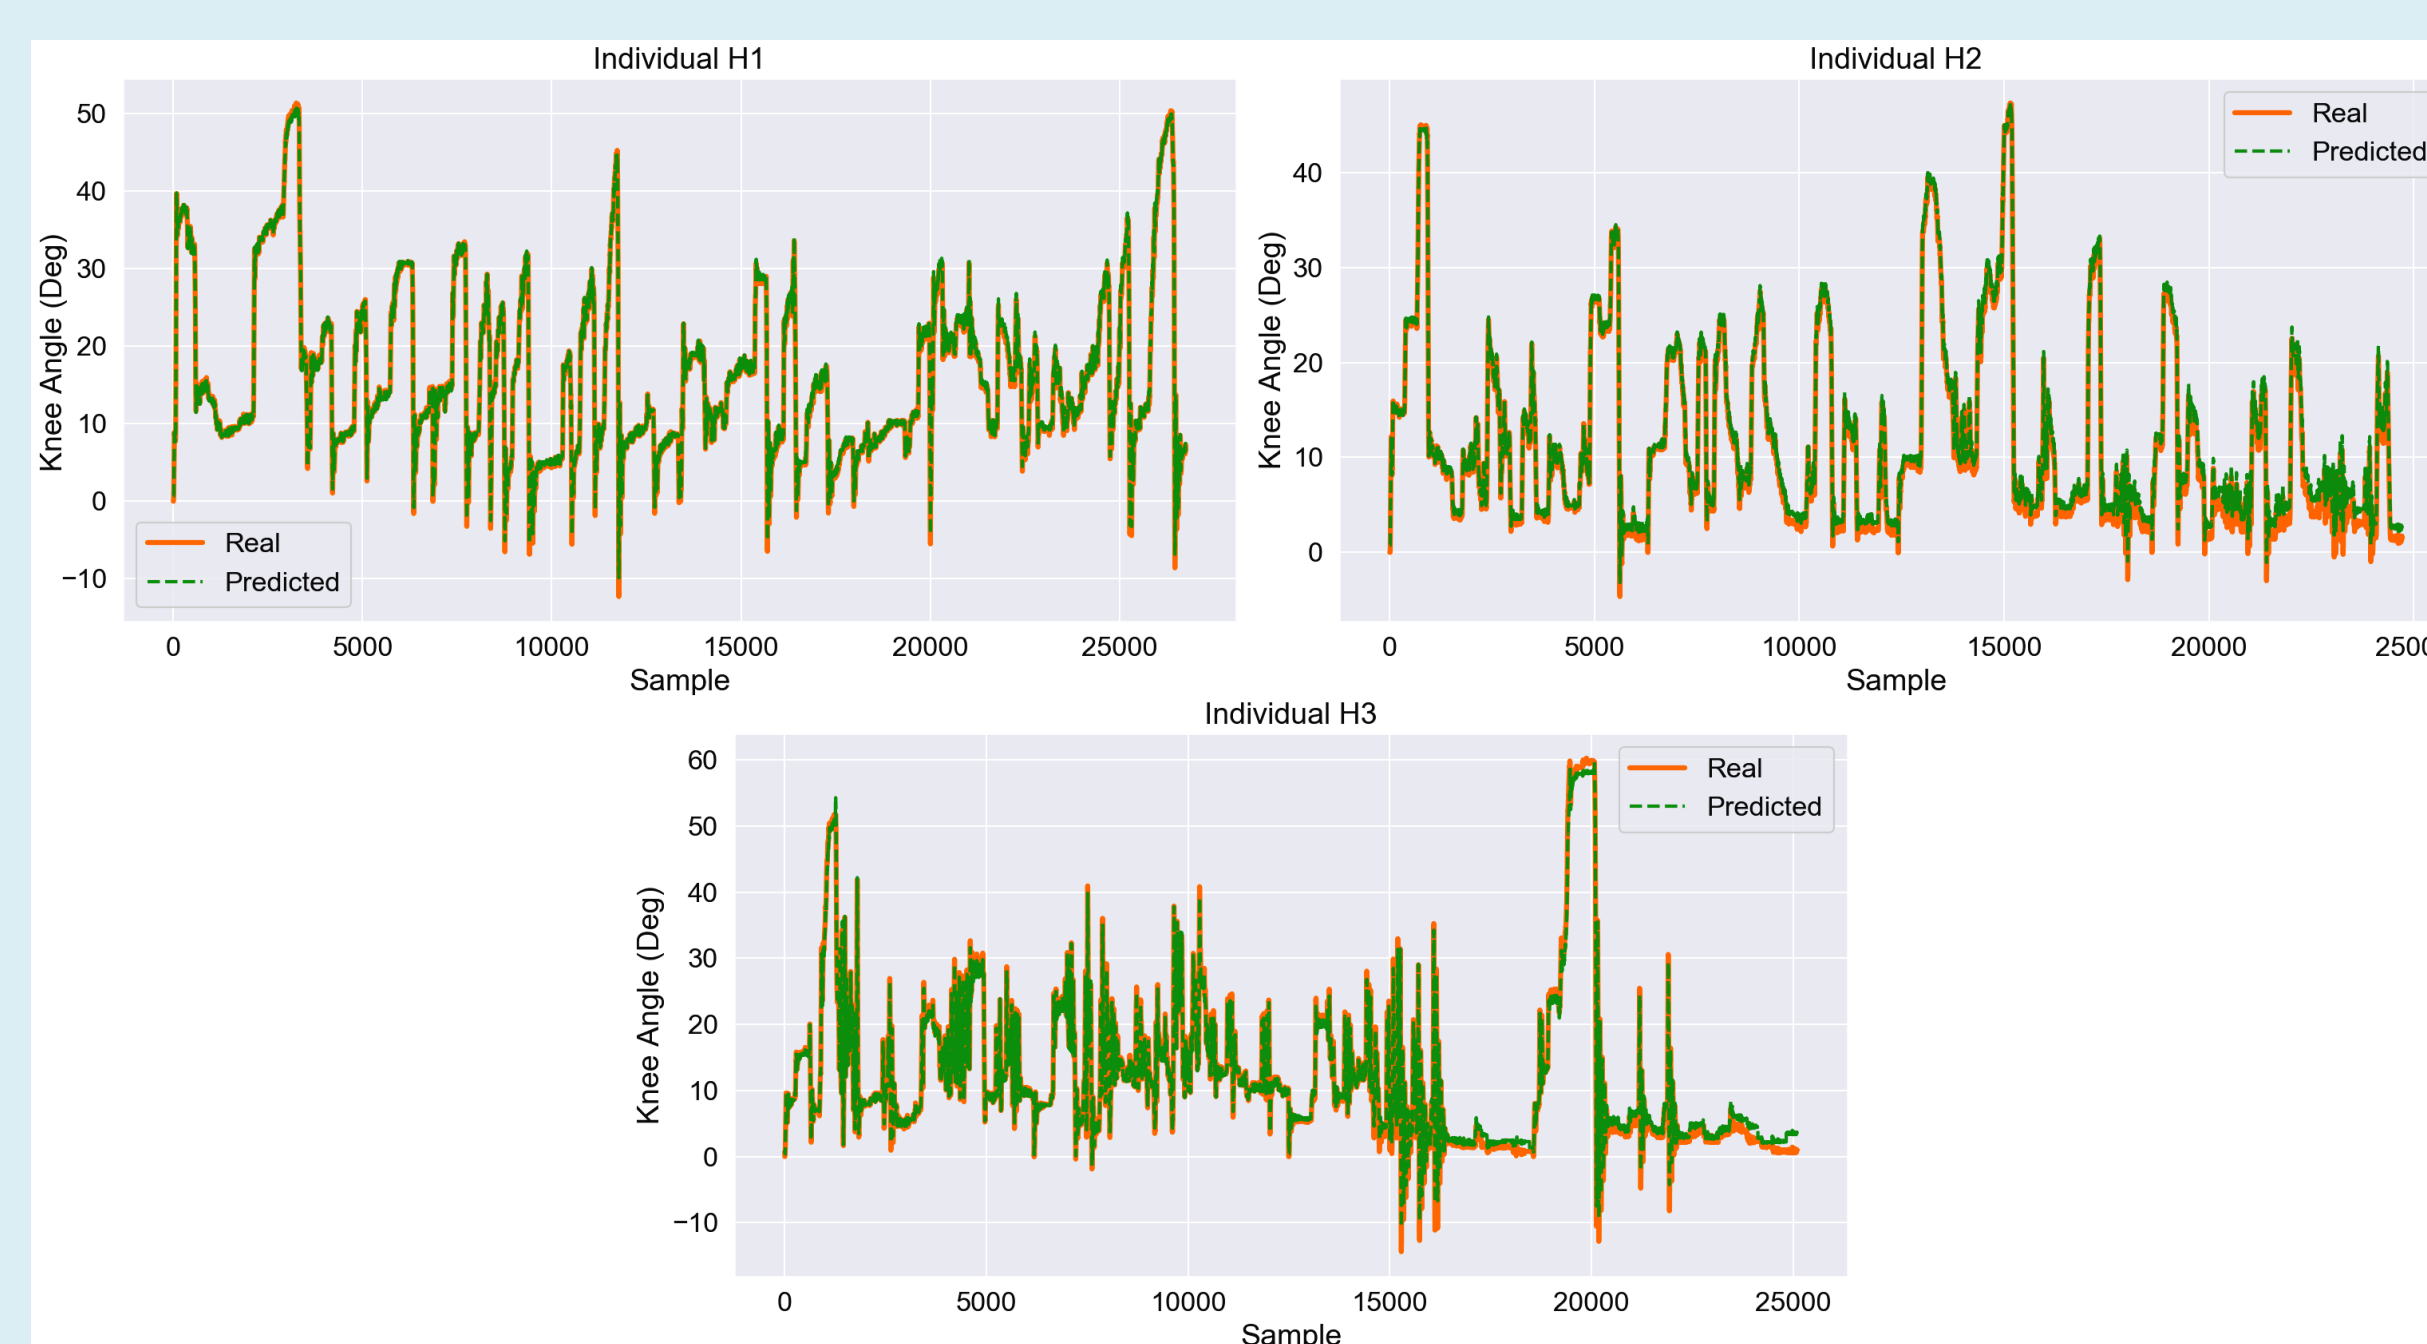 Individual H1
50
40
30
20
10
0
−10
Knee Angle (Deg)
Real
Predicted
0 5000 10000 15000 20000 25000
Sample
Individual H2
40
30
20
10
0
Knee Angle (Deg)
Real
Predicted
0 5000 10000 15000 20000 2500
Sample
Individual H3
60
50
40
30
20
10
0
−10
Knee Angle (Deg)
Real
Predicted
0 5000 10000 15000 20000 25000
Sample